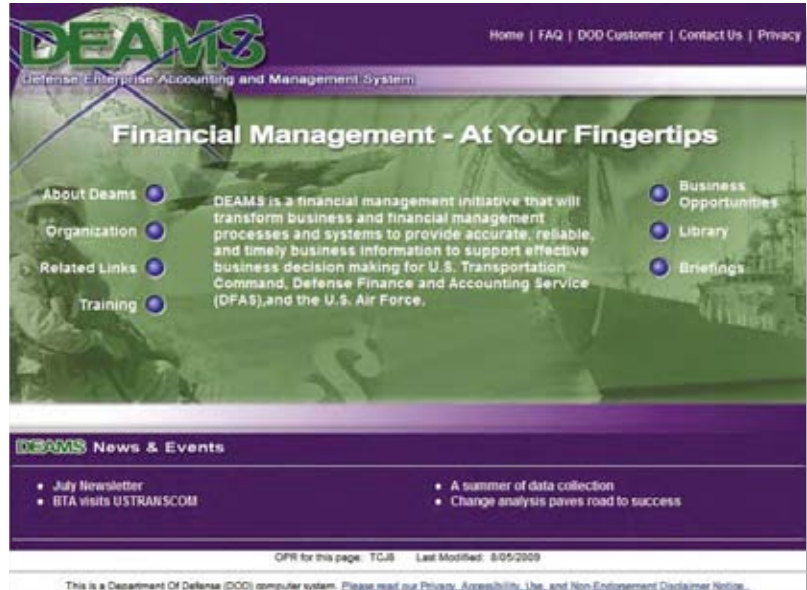 DEAMS
Defense Enterprise Accounting and Management System
Home | FAQ | DOD Customer | Contact Us | Privacy
Financial Management - At Your Fingertips
About Deams
Organization
Related Links
Training
DEAMS is a financial management initiative that will
transform business and financial management
processes and systems to provide accurate, reliable,
and timely business information to support effective
business decision making for U.S. Transportation
Command, Defense Finance and Accounting Service
(DFAS),and the U.S. Air Force.
Business
Opportunities
Library
Briefings
DEAMS News & Events
• July Newsletter
• BTA visits USTRANSCOM
• A summer of data collection
• Change analysis paves road to success
OPR for this page: TCJ8 Last Modified: 8/05/2009
This is a Department Of Defense (DOD) computer system. Please read our Privacy, Accessibility, Use, and Non-Endorsement Disclaimer Notice.